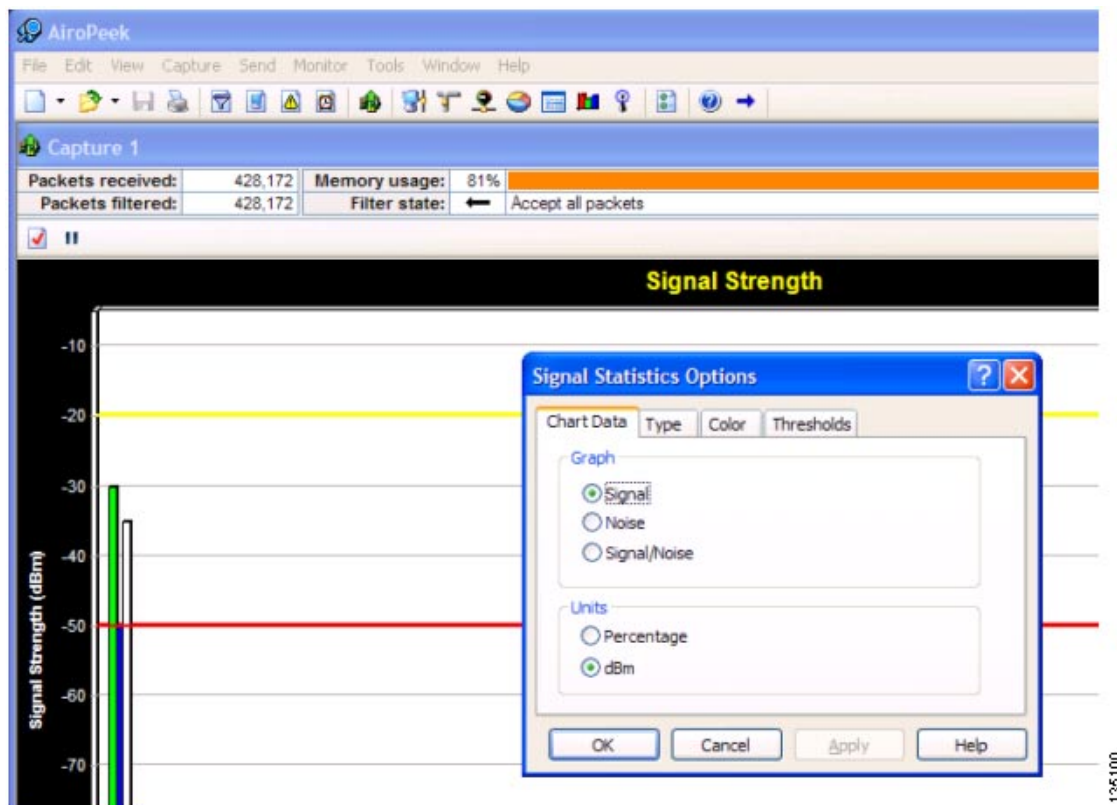 AiroPeek
File Edit View Capture Send Monitor Tools Window Help
Capture 1
Packets received: 428,172 Memory usage: 81%
Packets filtered: 428,172 Filter state: Accept all packets
Signal Strength
-10
-20
-30
-40
-50
-60
-70
Signal Strength (dBm)
Signal Statistics Options
Chart Data Type Color Thresholds
Graph
Signal
Noise
Signal/Noise
Units
Percentage
dBm
OK Cancel Apply Help
135100